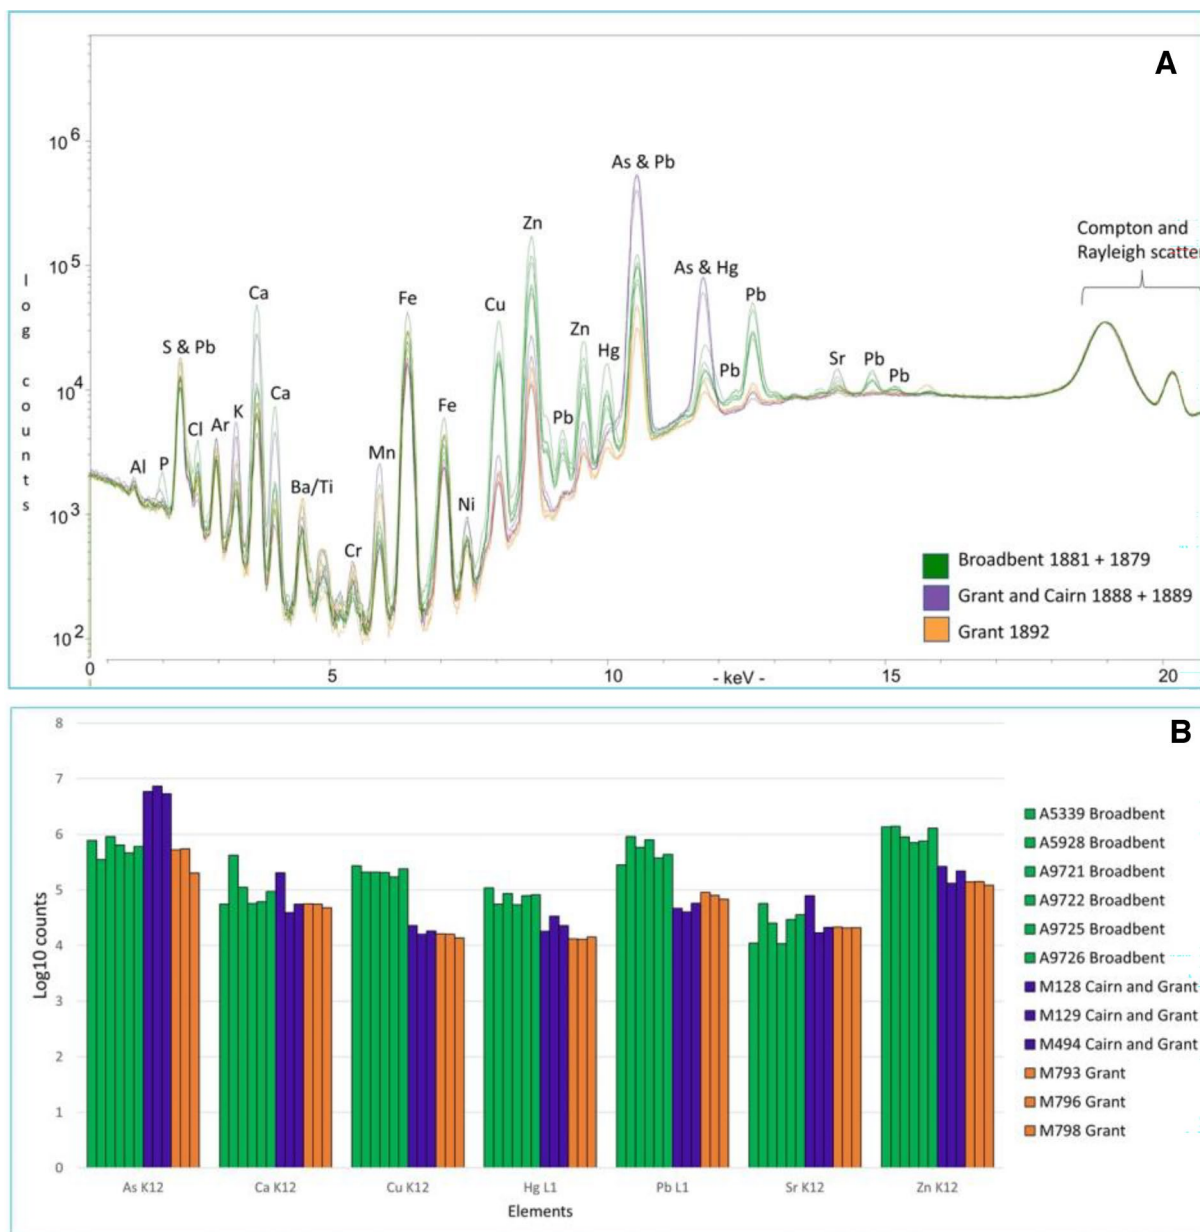 A
10^6
10^5
10^4
10^3
10^2
log counts
As & Pb
Zn
Compton and
Rayleigh scatter
Ca
Fe
Cu
As & Hg
Pb
S & Pb
Zn
Hg
Ca
Cl
Ar
K
Fe
Pb
Pb
Sr
Pb
Pb
Al
P
Ba/Ti
Mn
Ni
Cr
Broadbent 1881 + 1879
Grant and Cairn 1888 + 1889
Grant 1892
0 5 10 - keV - 15 20
B
8
7
6
5
4
3
2
1
0
Log10 counts
A5339 Broadbent
A5928 Broadbent
A9721 Broadbent
A9722 Broadbent
A9725 Broadbent
A9726 Broadbent
M128 Cairn and Grant
M129 Cairn and Grant
M494 Cairn and Grant
M793 Grant
M796 Grant
M798 Grant
As K12 Ca K12 Cu K12 Hg L1 Pb L1 Sr K12 Zn K12
Elements